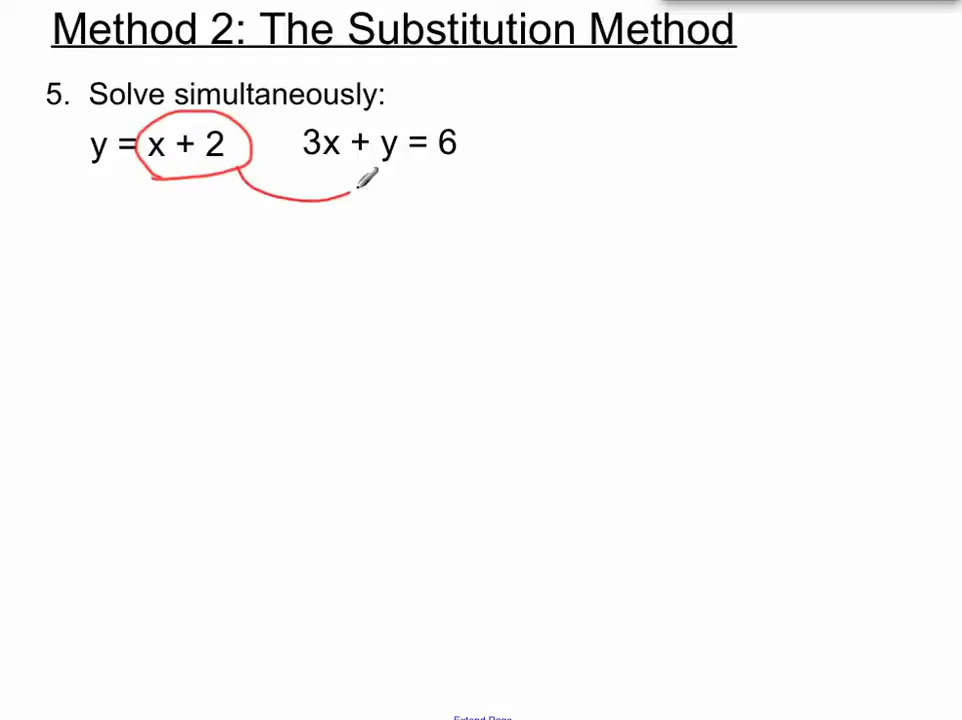 Method 2: The Substitution Method
5. Solve simultaneously:
y = x + 2 3x + y = 6
Extend Page